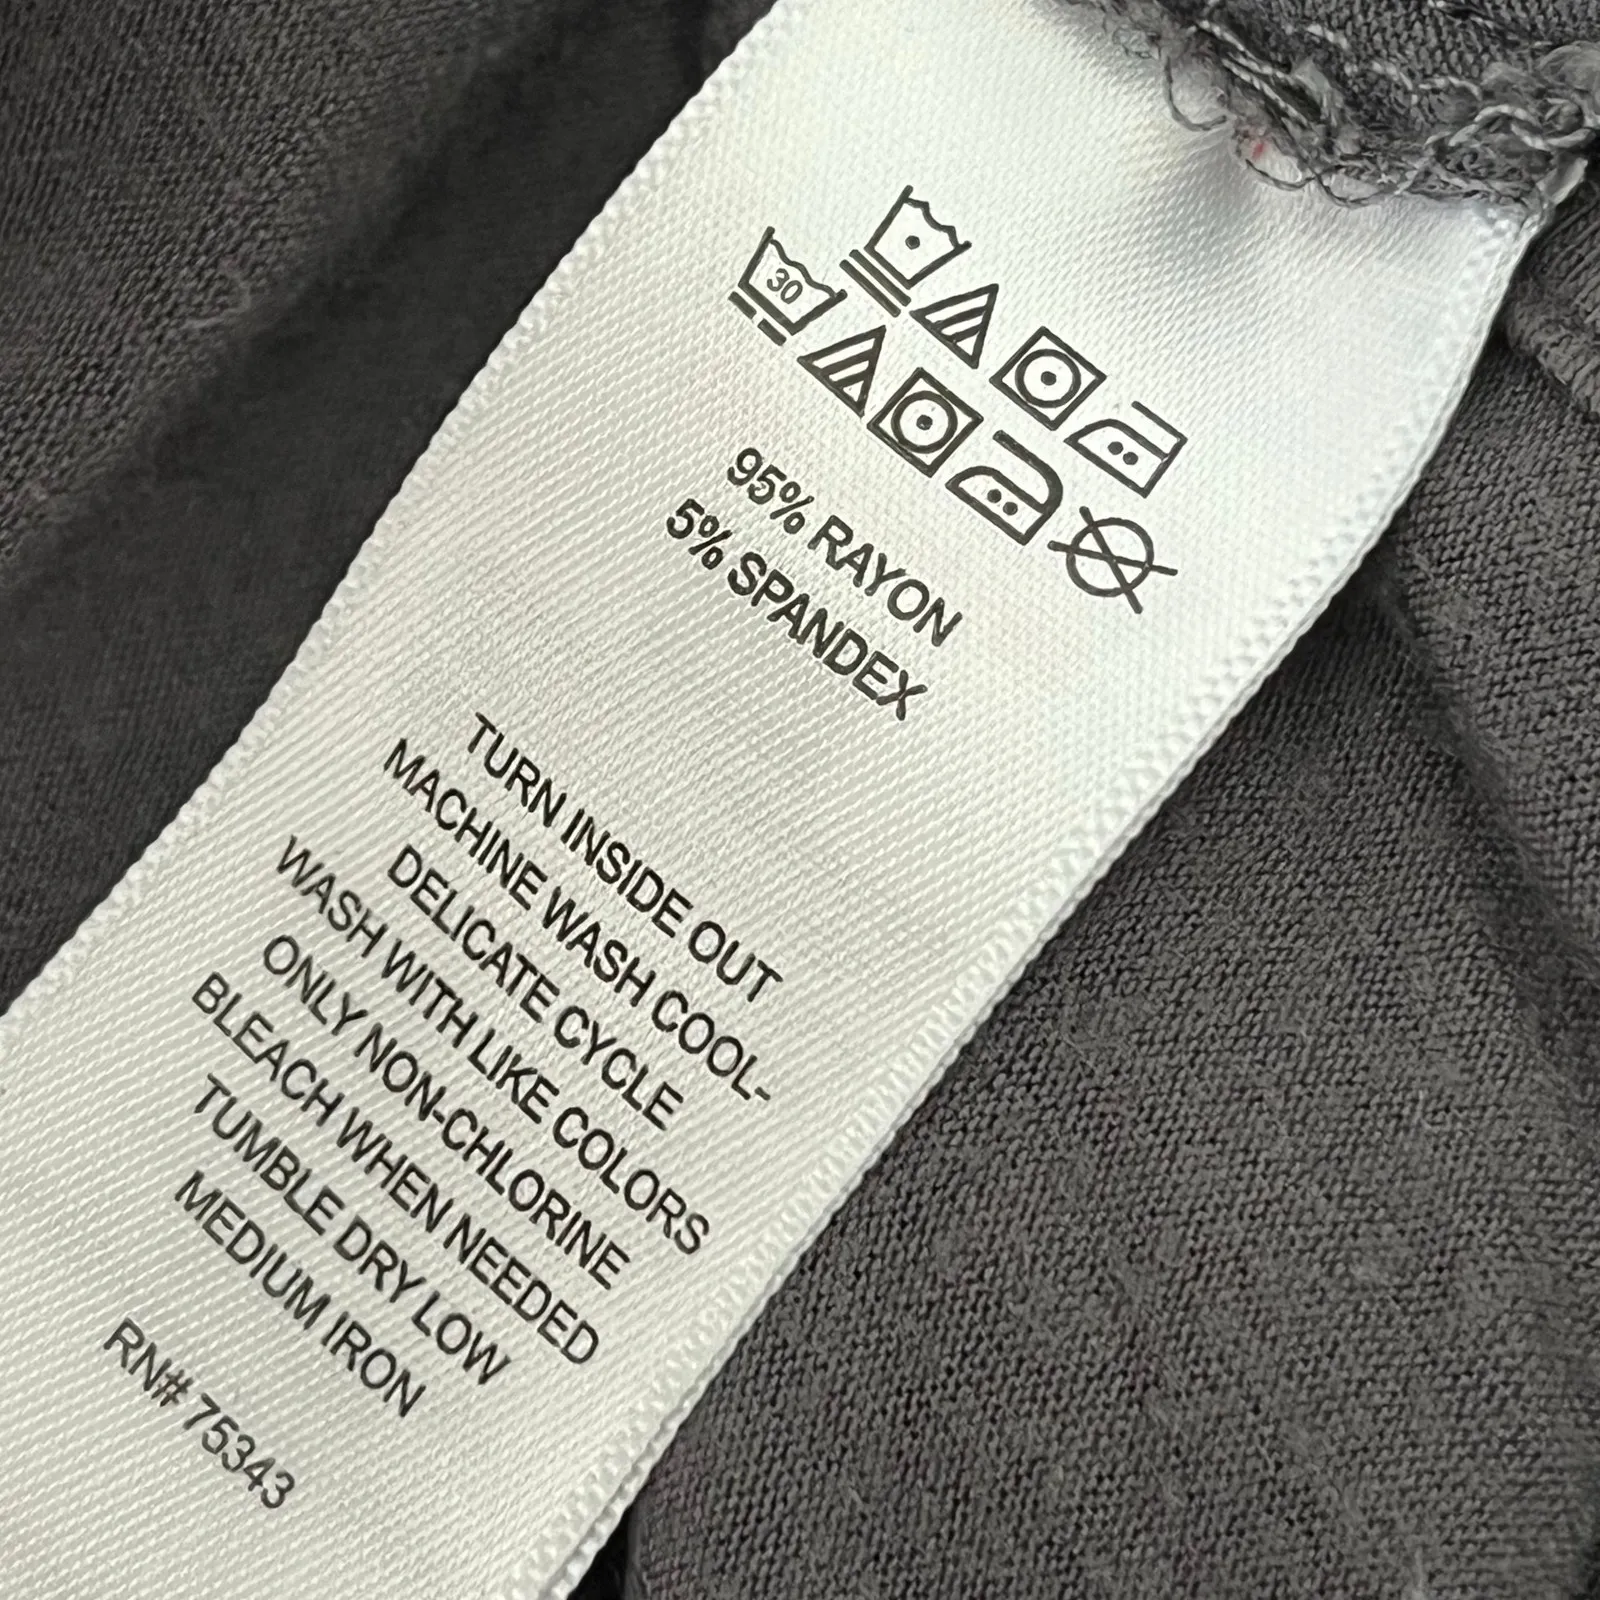 30
95% RAYON
5% SPANDEX
TURN INSIDE OUT
MACHINE WASH COOL-
DELICATE CYCLE
WASH WITH LIKE COLORS
ONLY NON-CHLORINE
BLEACH WHEN NEEDED
TUMBLE DRY LOW
MEDIUM IRON
RN# 75343